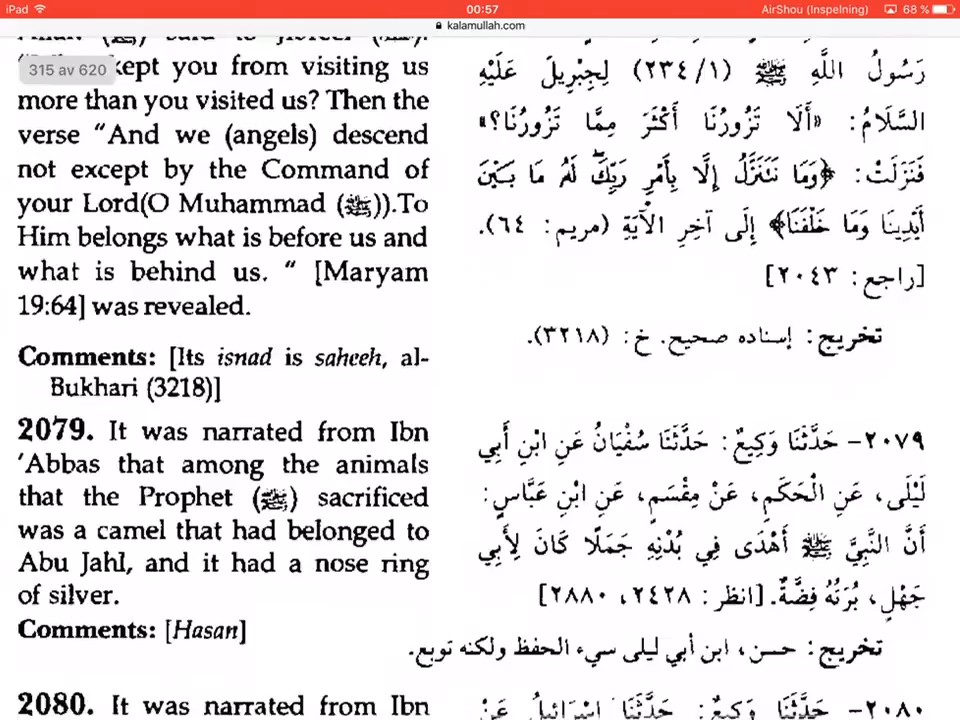 iPad
00:57
AirShou (Inspelning)
68 %
kalamullah.com
315 av 620
kept you from visiting us
more than you visited us? Then the
verse “And we (angels) descend
not except by the Command of
your Lord(O Muhammad (ﷺ)).To
Him belongs what is before us and
what is behind us. “ [Maryam
19:64] was revealed.
Comments: [Its isnad is saheeh, al-
Bukhari (3218)]
2079. It was narrated from Ibn
‘Abbas that among the animals
that the Prophet (ﷺ) sacrificed
was a camel that had belonged to
Abu Jahl, and it had a nose ring
of silver.
Comments: [Hasan]
2080. It was narrated from Ibn
رَسُولُ اللَّهِ ﷺ (١/ ٢٣٤) لِجِبْرِيلَ عَلَيْهِ
السَّلَامُ: «أَلَا تَزُورُنَا أَكْثَرَ مِمَّا تَزُورُنَا؟»
فَنَزَلَتْ: ﴿وَمَا نَتَنَزَّلُ إِلَّا بِأَمْرِ رَبِّكَ لَهُ مَا بَيْنَ
أَيْدِينَا وَمَا خَلْفَنَا﴾ إِلَى آخِرِ الْآيَةِ (مريم: ٦٤).
[راجع: ٢٠٤٣]
تخريج: إسناده صحيح. خ: (٣٢١٨).
٢٠٧٩- حَدَّثَنَا وَكِيعٌ: حَدَّثَنَا سُفْيَانُ عَنِ ابْنِ أَبِي
لَيْلَى، عَنِ الْحَكَمِ، عَنْ مِقْسَمٍ، عَنِ ابْنِ عَبَّاسٍ:
أَنَّ النَّبِيَّ ﷺ أَهْدَى فِي بُدْنِهِ جَمَلًا كَانَ لِأَبِي
جَهْلٍ، بُرَتُهُ فِضَّةٌ. [انظر: ٢٤٢٨، ٢٨٨٠]
تخريج: حسن، ابن أبي ليلى سيء الحفظ ولكنه توبع.
٢٠٨٠- حَدَّثَنَا وَكِيعٌ: حَدَّثَنَا إِسْرَائِيلُ عَنْ